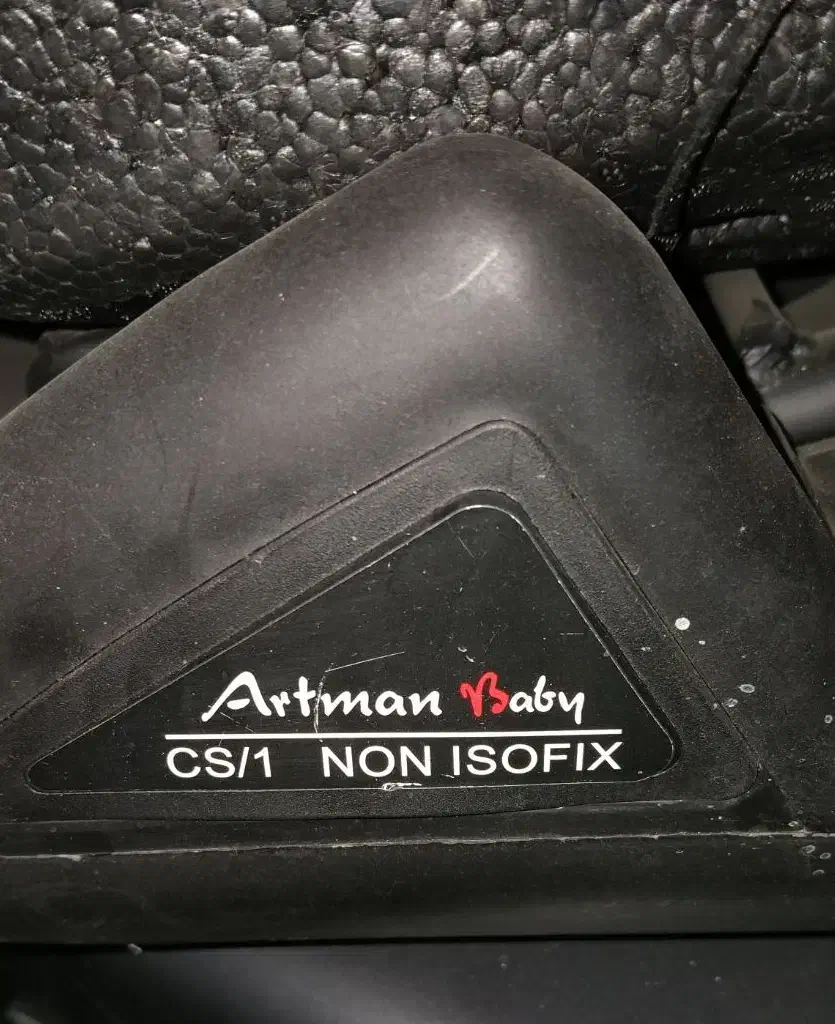 Artman Baby
CS/1 NON ISOFIX